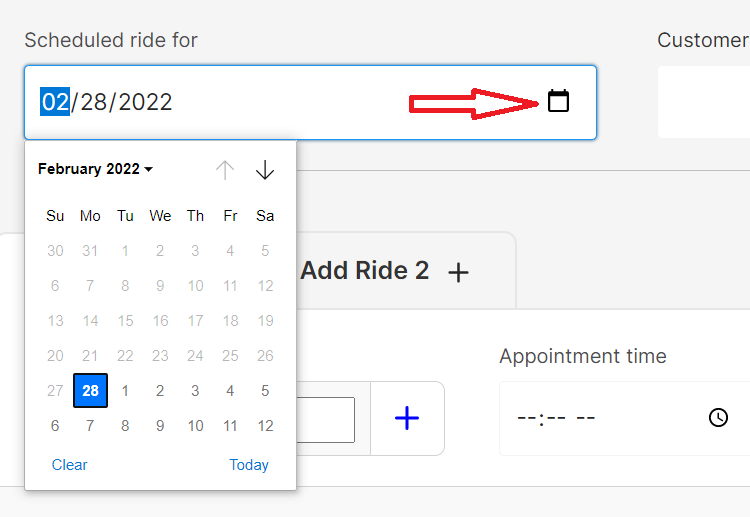 Scheduled ride for
Customer
02/28/2022
February 2022
Su Mo Tu We Th Fr Sa
30 31 1 2 3 4 5
6 7 8 9 10 11 12
13 14 15 16 17 18 19
20 21 22 23 24 25 26
27 28 1 2 3 4 5
6 7 8 9 10 11 12
Clear Today
Add Ride 2 +
Appointment time
--:-- --